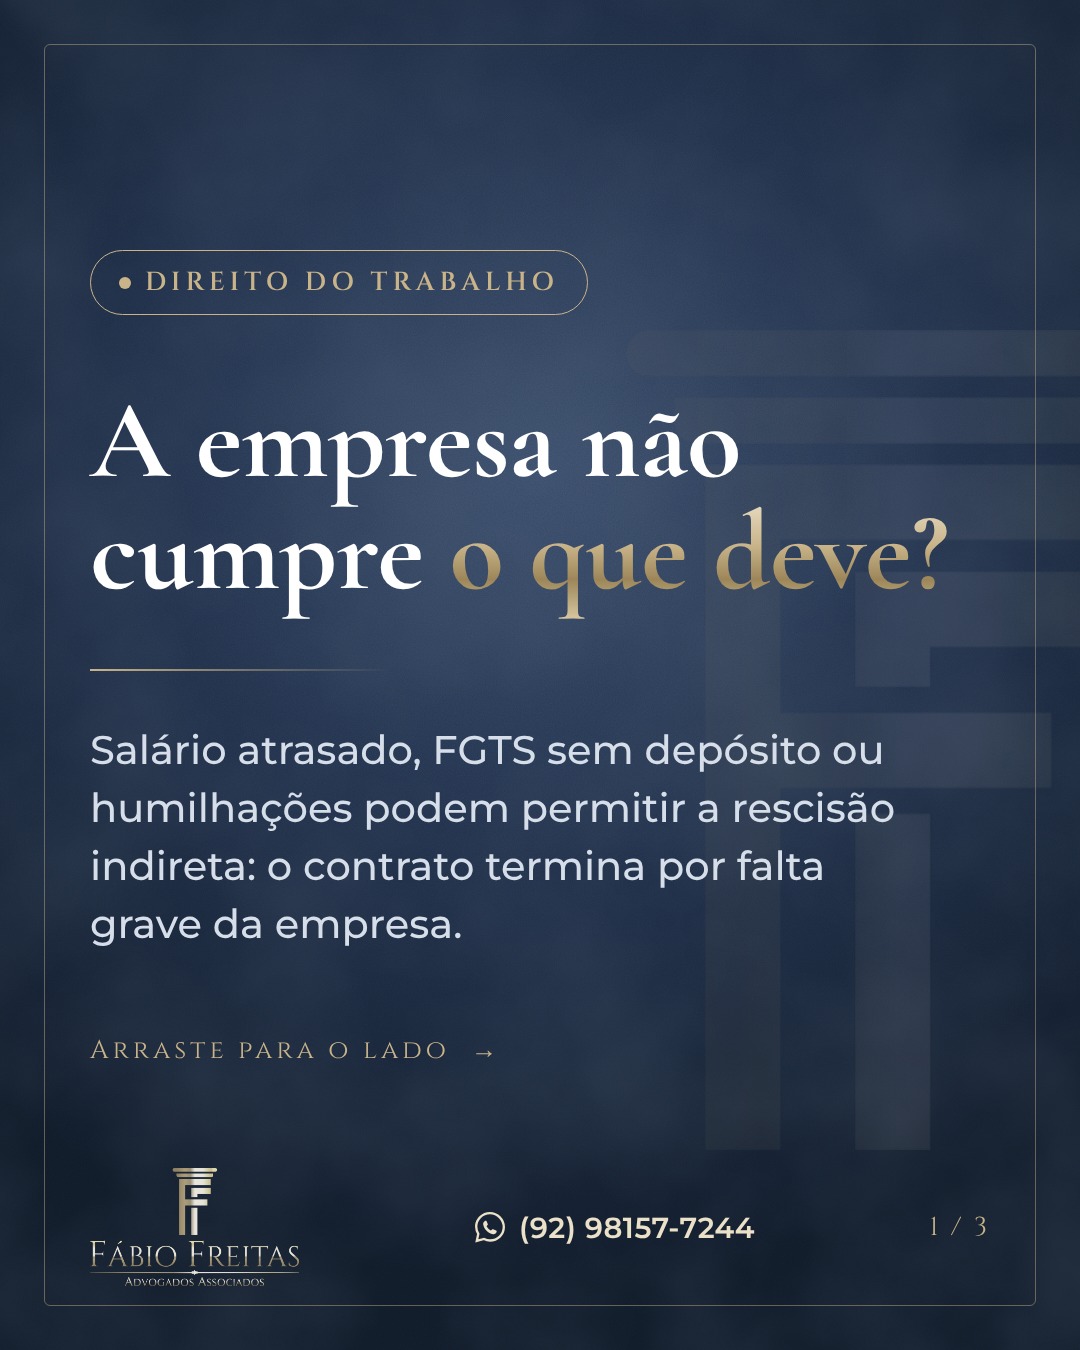 DIREITO DO TRABALHO
A empresa não
cumpre o que deve?
Salário atrasado, FGTS sem depósito ou
humilhações podem permitir a rescisão
indireta: o contrato termina por falta
grave da empresa.
ARRASTE PARA O LADO →
FÁBIO FREITAS
ADVOGADOS ASSOCIADOS
(92) 98157-7244
1 / 3